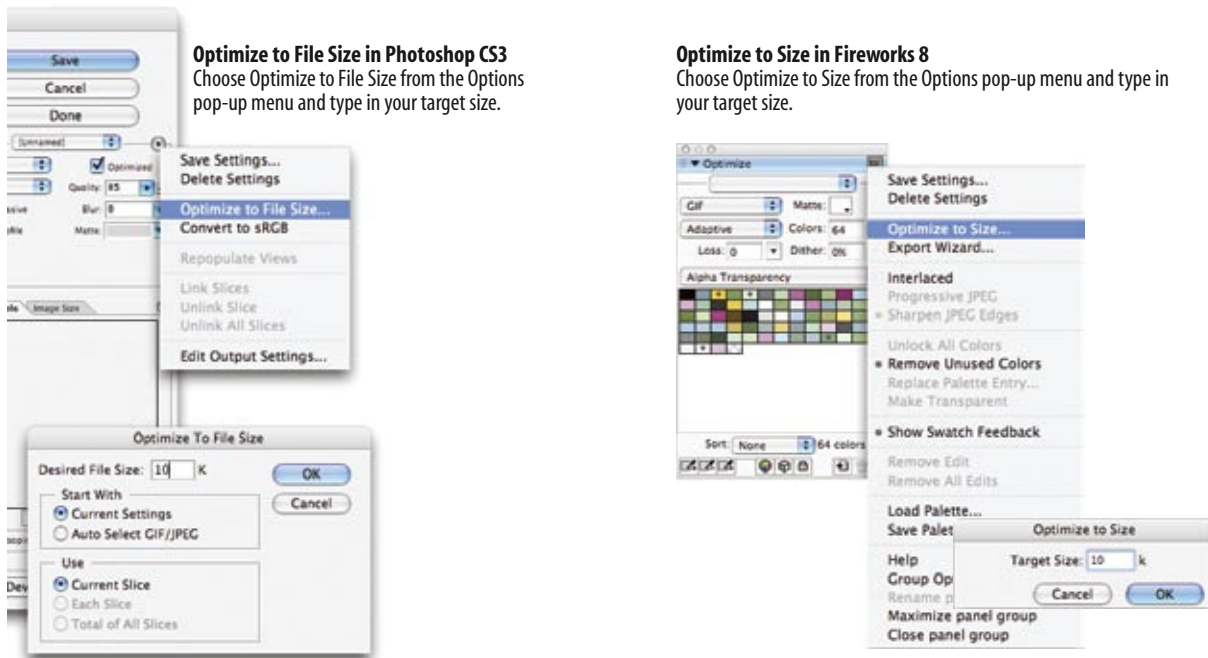 Optimize to File Size in Photoshop CS3
Choose Optimize to File Size from the Options
pop-up menu and type in your target size.
Save
Cancel
Done
[Unnamed]
Optimized
Quality: 85
Blur: 0
Matte:
Image Size
Save Settings...
Delete Settings
Optimize to File Size...
Convert to sRGB
Repopulate Views
Link Slices
Unlink Slice
Unlink All Slices
Edit Output Settings...
Optimize To File Size
Desired File Size: 10 K
OK
Cancel
Start With
Current Settings
Auto Select GIF/JPEG
Use
Current Slice
Each Slice
Total of All Slices
Dev
Optimize to Size in Fireworks 8
Choose Optimize to Size from the Options pop-up menu and type in
your target size.
Optimize
GIF Matte:
Adaptive Colors: 64
Loss: 0 Dither: 0%
Alpha Transparency
Sort: None 64 colors
Save Settings...
Delete Settings
Optimize to Size...
Export Wizard...
Interlaced
Progressive JPEG
Sharpen JPEG Edges
Unlock All Colors
Remove Unused Colors
Replace Palette Entry...
Make Transparent
Show Swatch Feedback
Remove Edit
Remove All Edits
Load Palette...
Save Palet
Help
Group Op
Rename p
Maximize panel group
Close panel group
Optimize to Size
Target Size: 10 k
Cancel OK